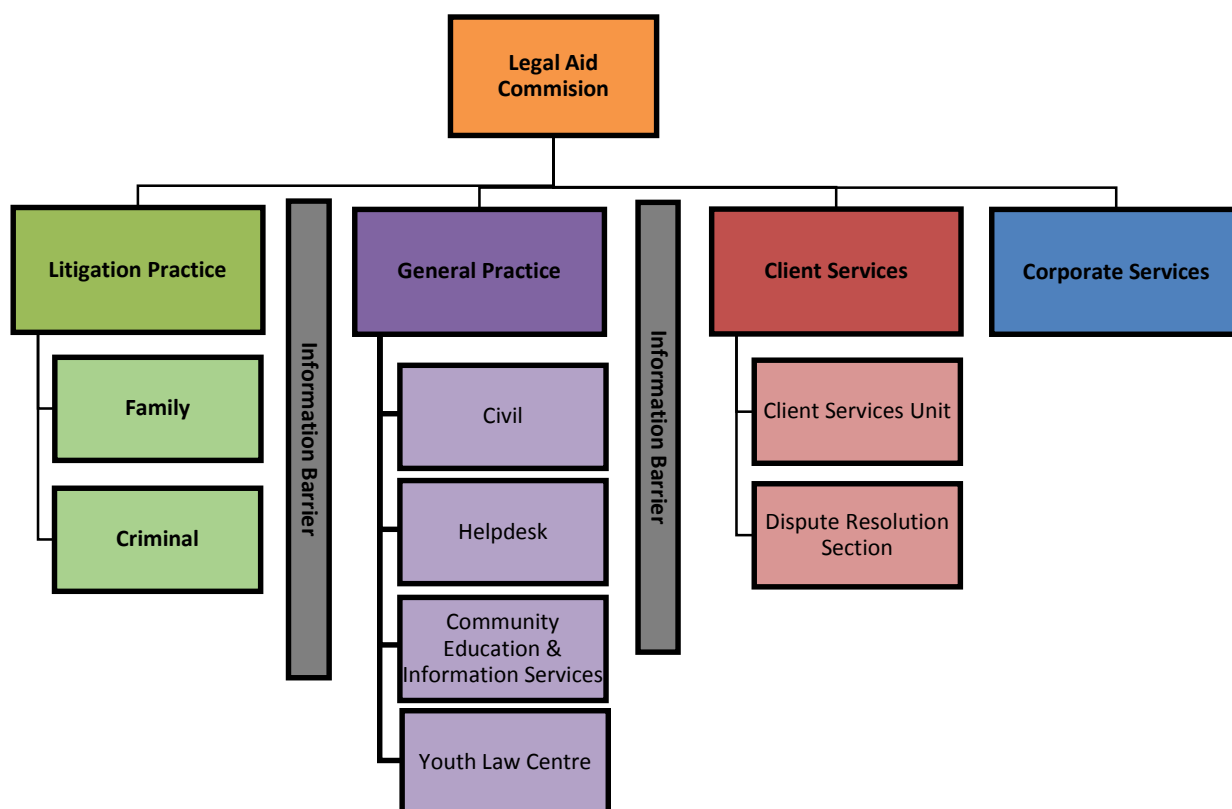 Legal Aid
Commision
Litigation Practice
Information Barrier
General Practice
Information Barrier
Client Services
Corporate Services
Family
Criminal
Civil
Helpdesk
Community
Education &
Information Services
Youth Law Centre
Client Services Unit
Dispute Resolution
Section